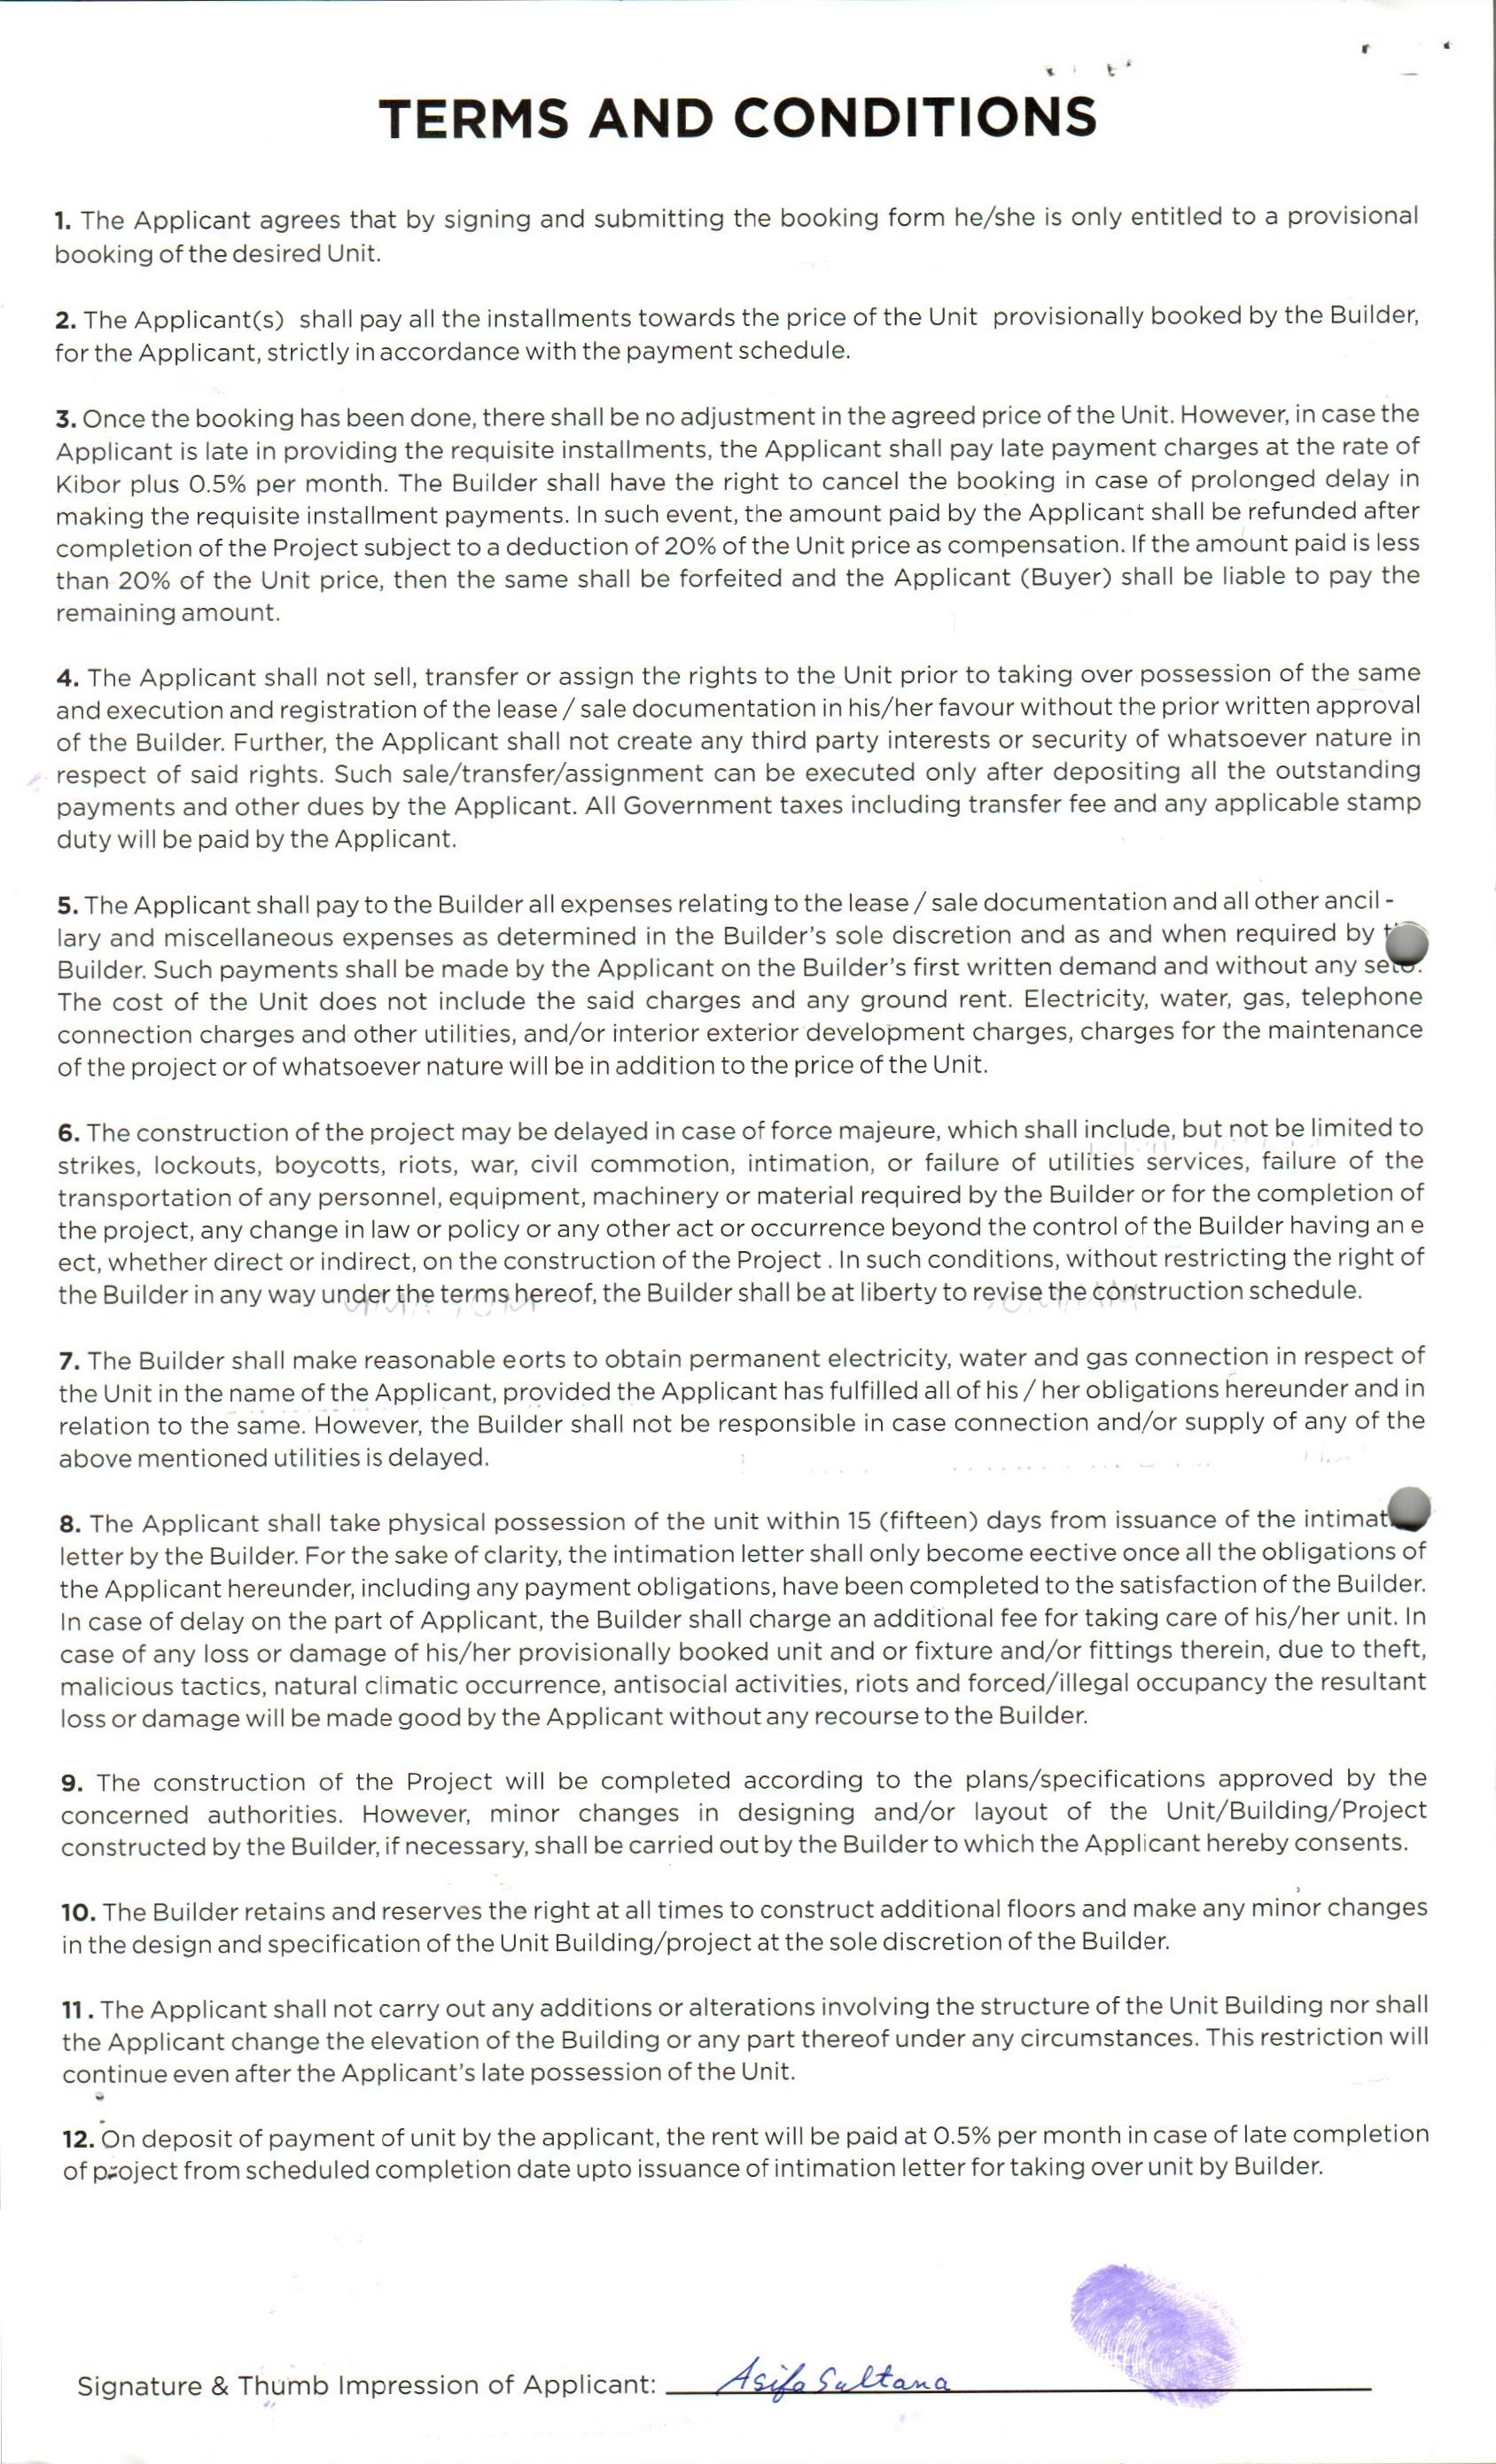 TERMS AND CONDITIONS
1. The Applicant agrees that by signing and submitting the booking form he/she is only entitled to a provisional
booking of the desired Unit.
2. The Applicant(s) shall pay all the installments towards the price of the Unit provisionally booked by the Builder,
for the Applicant, strictly in accordance with the payment schedule.
3. Once the booking has been done, there shall be no adjustment in the agreed price of the Unit. However, in case the
Applicant is late in providing the requisite installments, the Applicant shall pay late payment charges at the rate of
Kibor plus 0.5% per month. The Builder shall have the right to cancel the booking in case of prolonged delay in
making the requisite installment payments. In such event, the amount paid by the Applicant shall be refunded after
completion of the Project subject to a deduction of 20% of the Unit price as compensation. If the amount paid is less
than 20% of the Unit price, then the same shall be forfeited and the Applicant (Buyer) shall be liable to pay the
remaining amount.
4. The Applicant shall not sell, transfer or assign the rights to the Unit prior to taking over possession of the same
and execution and registration of the lease / sale documentation in his/her favour without the prior written approval
of the Builder. Further, the Applicant shall not create any third party interests or security of whatsoever nature in
respect of said rights. Such sale/transfer/assignment can be executed only after depositing all the outstanding
payments and other dues by the Applicant. All Government taxes including transfer fee and any applicable stamp
duty will be paid by the Applicant.
5. The Applicant shall pay to the Builder all expenses relating to the lease / sale documentation and all other ancil -
lary and miscellaneous expenses as determined in the Builder's sole discretion and as and when required by
Builder. Such payments shall be made by the Applicant on the Builder's first written demand and without any
The cost of the Unit does not include the said charges and any ground rent. Electricity, water, gas, telephone
connection charges and other utilities, and/or interior exterior development charges, charges for the maintenance
of the project or of whatsoever nature will be in addition to the price of the Unit.
6. The construction of the project may be delayed in case of force majeure, which shall include, but not be limited to
strikes, lockouts, boycotts, riots, war, civil commotion, intimation, or failure of utilities services, failure of the
transportation of any personnel, equipment, machinery or material required by the Builder or for the completion of
the project, any change in law or policy or any other act or occurrence beyond the control of the Builder having an e
ect, whether direct or indirect, on the construction of the Project . In such conditions, without restricting the right of
the Builder in any way under the terms hereof, the Builder shall be at liberty to revise the construction schedule.
7. The Builder shall make reasonable eorts to obtain permanent electricity, water and gas connection in respect of
the Unit in the name of the Applicant, provided the Applicant has fulfilled all of his / her obligations hereunder and in
relation to the same. However, the Builder shall not be responsible in case connection and/or supply of any of the
above mentioned utilities is delayed.
8. The Applicant shall take physical possession of the unit within 15 (fifteen) days from issuance of the
letter by the Builder. For the sake of clarity, the intimation letter shall only become eective once all the obligations of
the Applicant hereunder, including any payment obligations, have been completed to the satisfaction of the Builder.
In case of delay on the part of Applicant, the Builder shall charge an additional fee for taking care of his/her unit. In
case of any loss or damage of his/her provisionally booked unit and or fixture and/or fittings therein, due to theft,
malicious tactics, natural climatic occurrence, antisocial activities, riots and forced/illegal occupancy the resultant
loss or damage will be made good by the Applicant without any recourse to the Builder.
9. The construction of the Project will be completed according to the plans/specifications approved by the
concerned authorities. However, minor changes in designing and/or layout of the Unit/Building/Project
constructed by the Builder, if necessary, shall be carried out by the Builder to which the Applicant hereby consents.
10. The Builder retains and reserves the right at all times to construct additional floors and make any minor changes
in the design and specification of the Unit Building/project at the sole discretion of the Builder.
11. The Applicant shall not carry out any additions or alterations involving the structure of the Unit Building nor shall
the Applicant change the elevation of the Building or any part thereof under any circumstances. This restriction will
continue even after the Applicant's late possession of the Unit.
12. On deposit of payment of unit by the applicant, the rent will be paid at 0.5% per month in case of late completion
of project from scheduled completion date upto issuance of intimation letter for taking over unit by Builder.
Signature & Thumb Impression of Applicant: Asifa Sultana